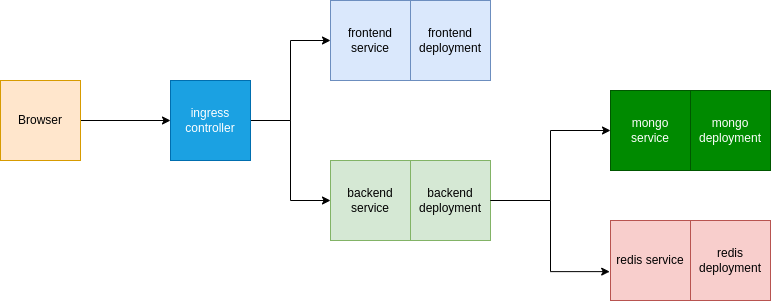 frontend
service
frontend
deployment
Browser
ingress
controller
mongo
service
mongo
deployment
backend
service
backend
deployment
redis service
redis
deployment